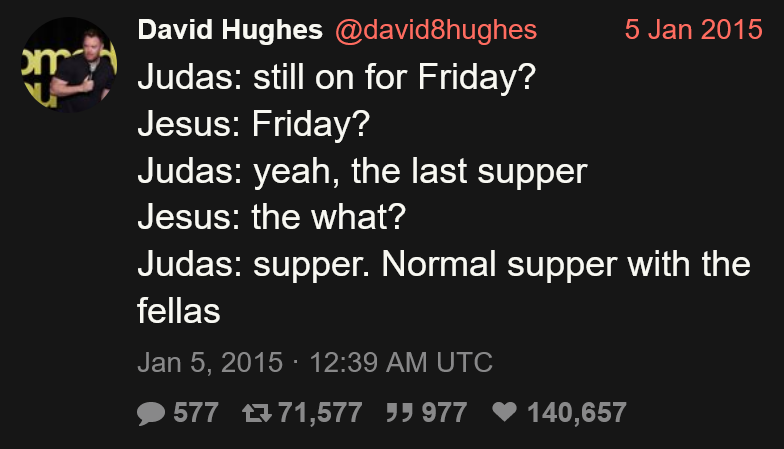 David Hughes @david8hughes 5 Jan 2015
Judas: still on for Friday?
Jesus: Friday?
Judas: yeah, the last supper
Jesus: the what?
Judas: supper. Normal supper with the
fellas
Jan 5, 2015 · 12:39 AM UTC
577 71,577 977 140,657